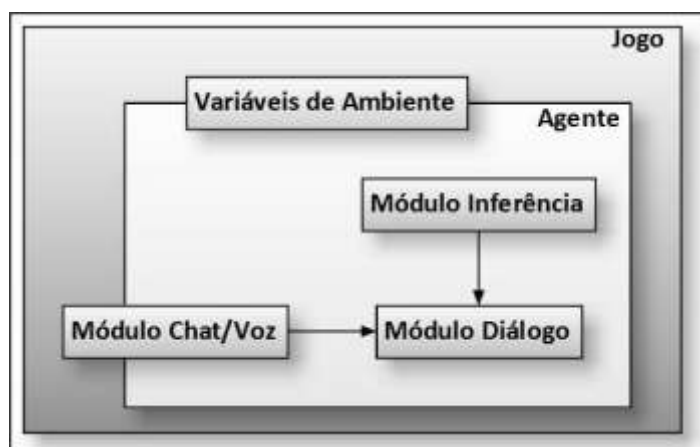 Jogo
Variáveis de Ambiente
Agente
Módulo Inferência
Módulo Chat/Voz
Módulo Diálogo